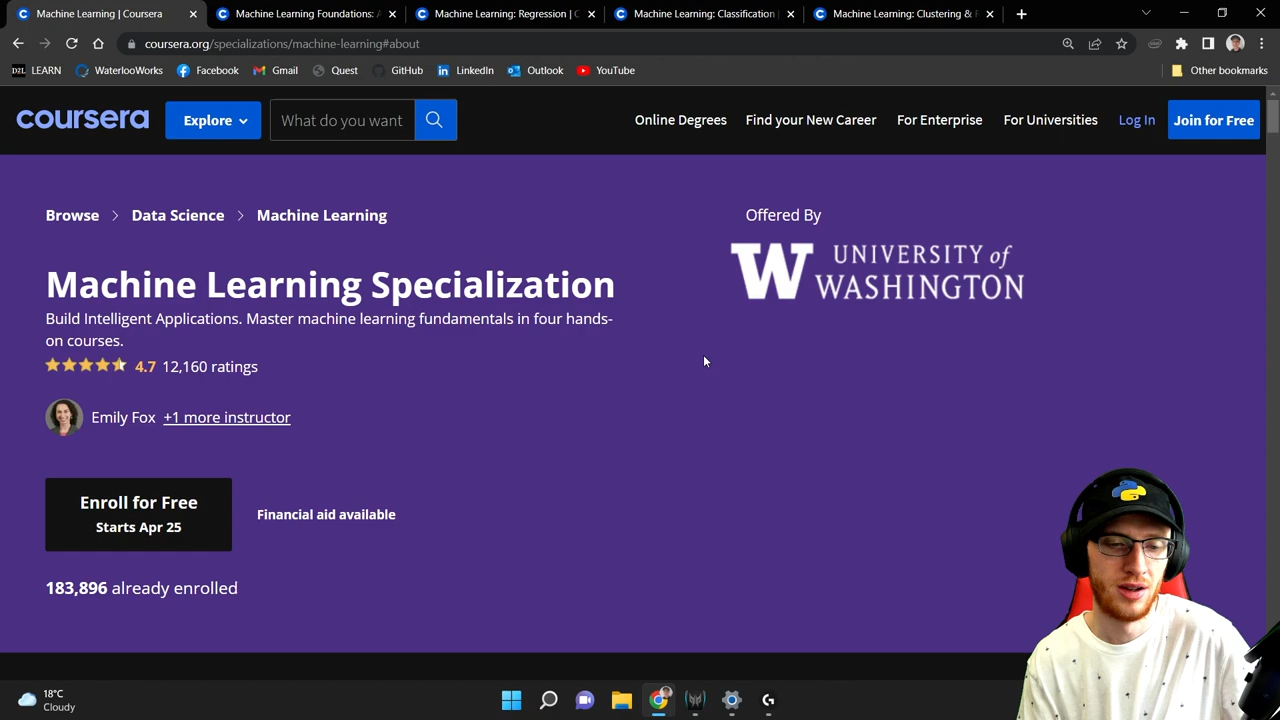 Machine Learning | Coursera
Machine Learning Foundations: A
Machine Learning: Regression | C
Machine Learning: Classification
Machine Learning: Clustering & F
coursera.org/specializations/machine-learning#about
D2L LEARN
WaterlooWorks
Facebook
Gmail
Quest
GitHub
LinkedIn
Outlook
YouTube
Other bookmarks
coursera
Explore
What do you want
Online Degrees
Find your New Career
For Enterprise
For Universities
Log In
Join for Free
Browse > Data Science > Machine Learning
Offered By
W UNIVERSITY of
WASHINGTON
Machine Learning Specialization
Build Intelligent Applications. Master machine learning fundamentals in four hands-
on courses.
4.7 12,160 ratings
Emily Fox +1 more instructor
Enroll for Free
Starts Apr 25
Financial aid available
183,896 already enrolled
18°C
Cloudy